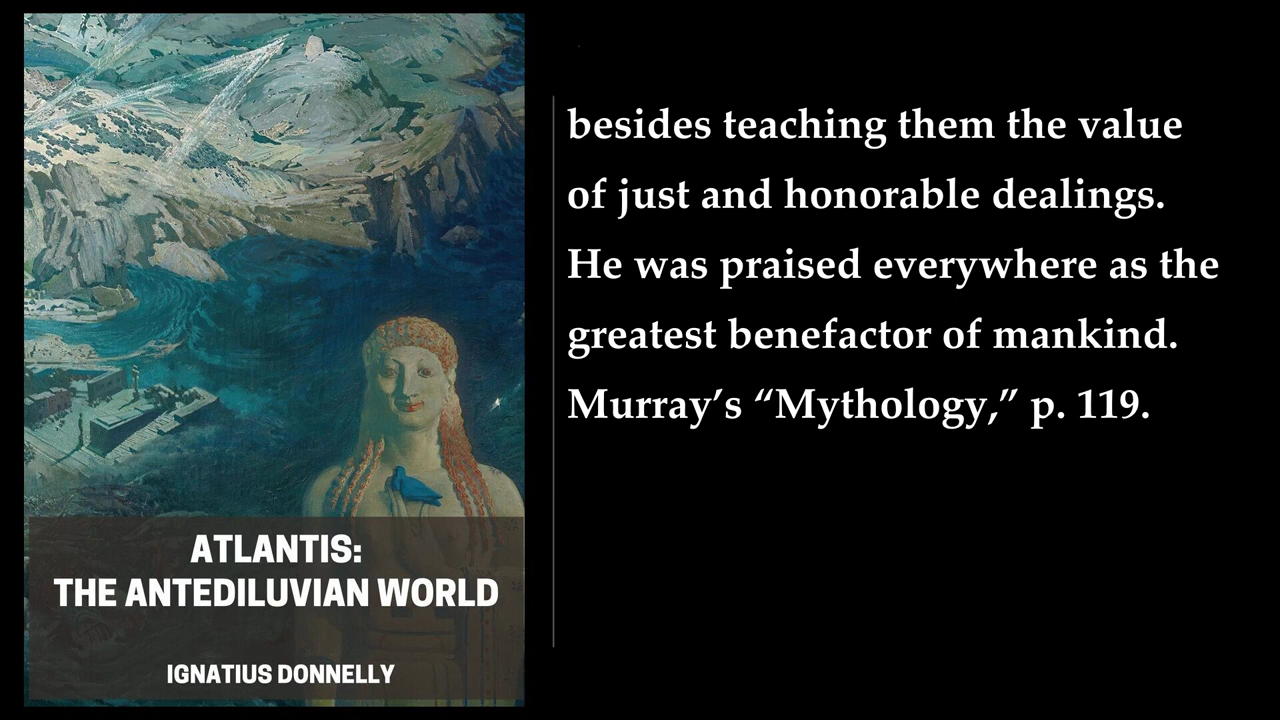 besides teaching them the value
of just and honorable dealings.
He was praised everywhere as the
greatest benefactor of mankind.
Murray’s “Mythology,” p. 119.
ATLANTIS:
THE ANTEDILUVIAN WORLD
IGNATIUS DONNELLY